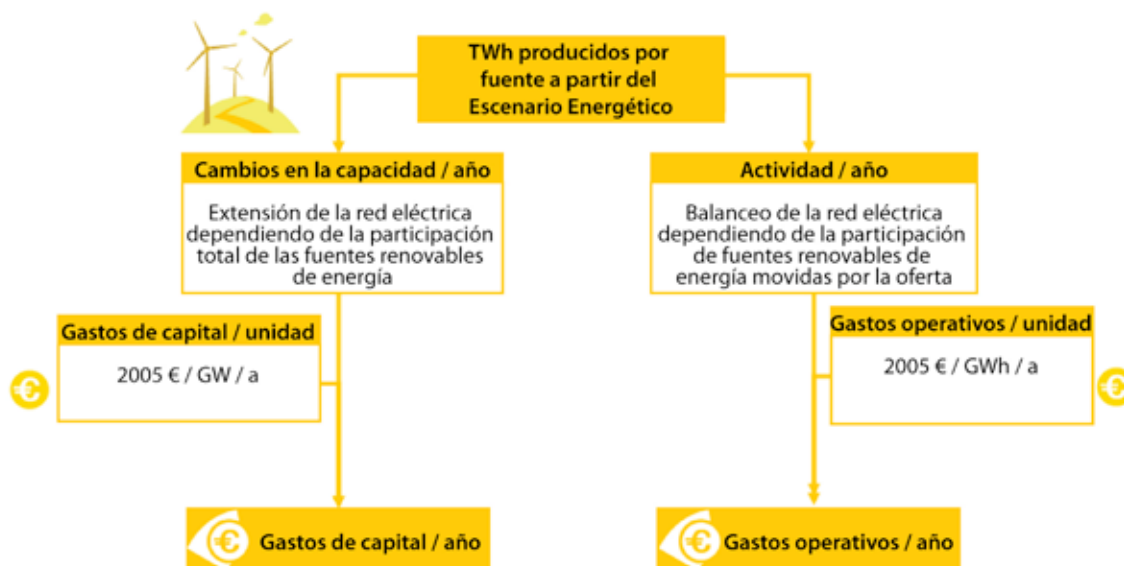 TWh producidos por
fuente a partir del
Escenario Energético
Cambios en la capacidad / año
Extensión de la red eléctrica
dependiendo de la participación
total de las fuentes renovables
de energía
Actividad / año
Balanceo de la red eléctrica
dependiendo de la participación
de fuentes renovables de
energía movidas por la oferta
Gastos de capital / unidad
2005 € / GW / a
€
Gastos operativos / unidad
2005 € / GWh / a
€
€ Gastos de capital / año
€ Gastos operativos / año